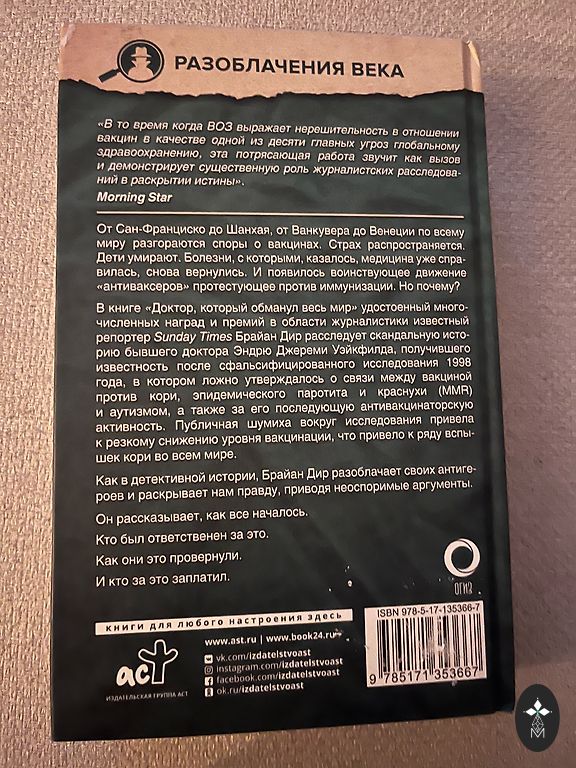 РАЗОБЛАЧЕНИЯ ВЕКА
«В то время когда ВОЗ выражает нерешительность в отношении
вакцин в качестве одной из десяти главных угроз глобальному
здравоохранению, эта потрясающая работа звучит как вызов
и демонстрирует существенную роль журналистских расследова-
ний в раскрытии истины».
Morning Star
От Сан-Франциско до Шанхая, от Ванкувера до Венеции по всему
миру разгораются споры о вакцинах. Страх распространяется.
Дети умирают. Болезни, с которыми, казалось, медицина уже спра-
вилась, снова вернулись. И появилось воинствующее движение
«антиваксеров» протестующее против иммунизации. Но почему?
В книге «Доктор, который обманул весь мир» удостоенный много-
численных наград и премий в области журналистики известный
репортер Sunday Times Брайан Дир расследует скандальную исто-
рию бывшего доктора Эндрю Джереми Уэйкфилда, получившего
известность после сфальсифицированного исследования 1998
года, в котором ложно утверждалось о связи между вакциной
против кори, эпидемического паротита и краснухи (MMR)
и аутизмом, а также за его последующую антивакцинаторскую
активность. Публичная шумиха вокруг исследования привела
к резкому снижению уровня вакцинации, что привело к ряду вспы-
шек кори во всем мире.
Как в детективной истории, Брайан Дир разоблачает своих антиге-
роев и раскрывает нам правду, приводя неоспоримые аргументы.
Он рассказывает, как все началось.
Кто был ответственен за это.
Как они это провернули.
И кто за это заплатил.
ОГИЗ
книги для любого настроения здесь
аст
ИЗДАТЕЛЬСКАЯ ГРУППА АСТ
www.ast.ru | www.book24.ru
vk.com/izdatelstvoast
instagram.com/izdatelstvoast
facebook.com/izdatelstvoast
ok.ru/izdatelstvoast
ISBN 978-5-17-135366-7
9 785171 353667
M